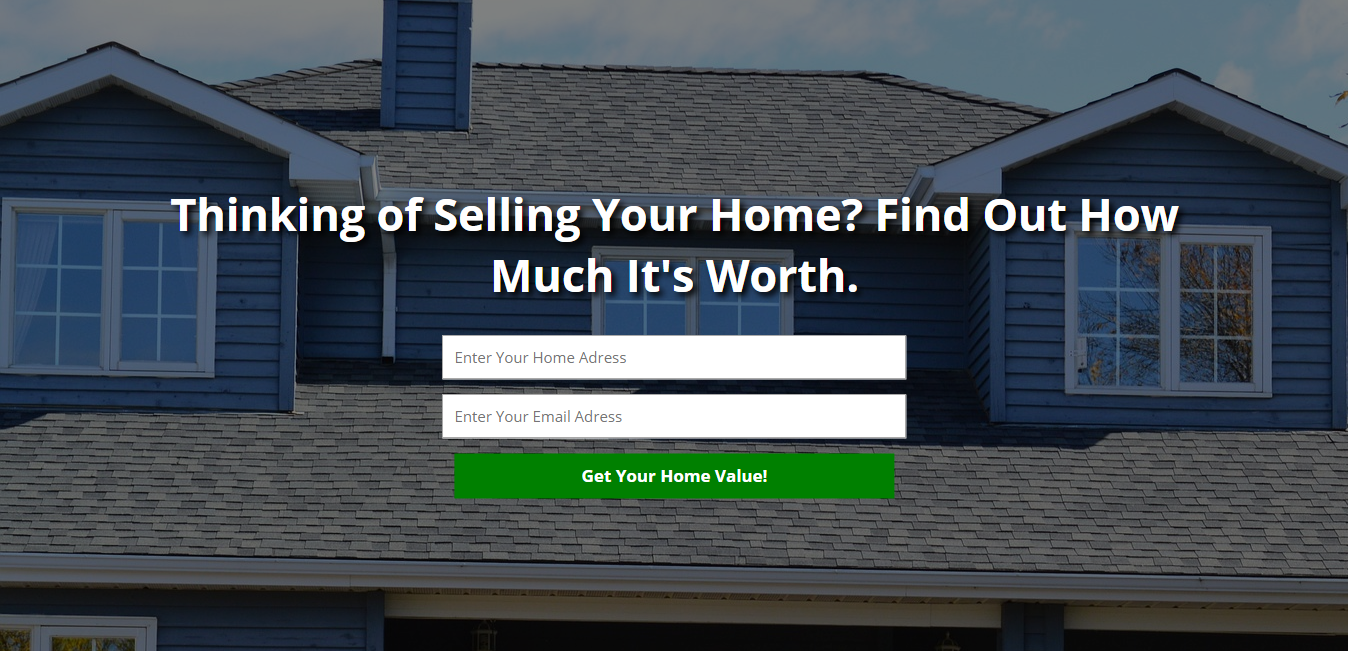 Thinking of Selling Your Home? Find Out How
Much It's Worth.
Enter Your Home Adress
Enter Your Email Adress
Get Your Home Value!